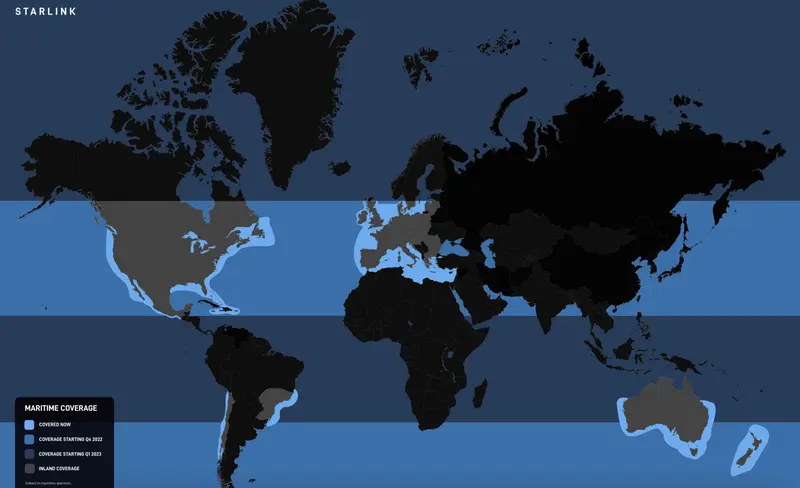 STARLINK
MARITIME COVERAGE
COVERED NOW
COVERAGE STARTING Q4 2022
COVERAGE STARTING Q1 2023
INLAND COVERAGE
Subject to regulatory approvals.